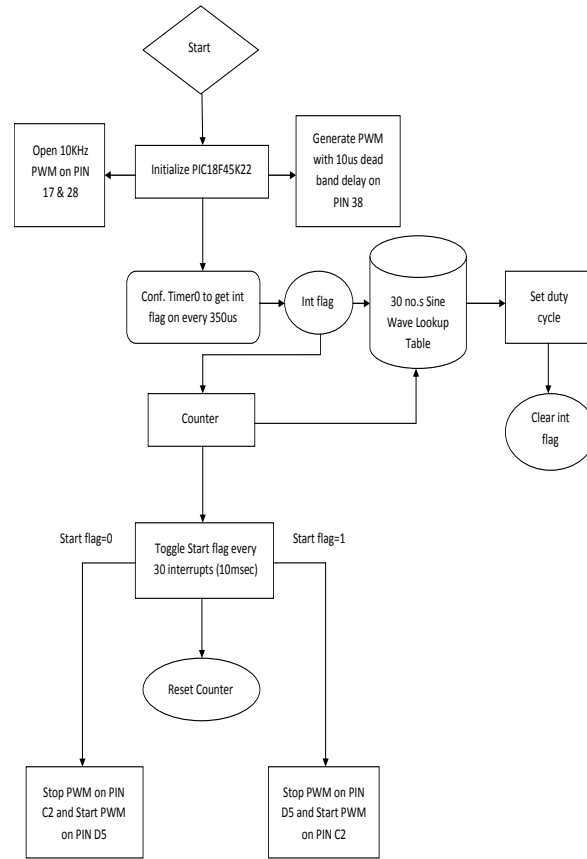 Start
Open 10KHz
PWM on PIN
17 & 28
Initialize PIC18F45K22
Generate PWM
with 10us dead
band delay on
PIN 38
Conf. Timer0 to get int
flag on every 350us
Int flag
30 no.s Sine
Wave Lookup
Table
Set duty
cycle
Clear int
flag
Counter
Start flag=0
Toggle Start flag every
30 interrupts (10msec)
Start flag=1
Reset Counter
Stop PWM on PIN
C2 and Start PWM
on PIN D5
Stop PWM on PIN
D5 and Start PWM
on PIN C2